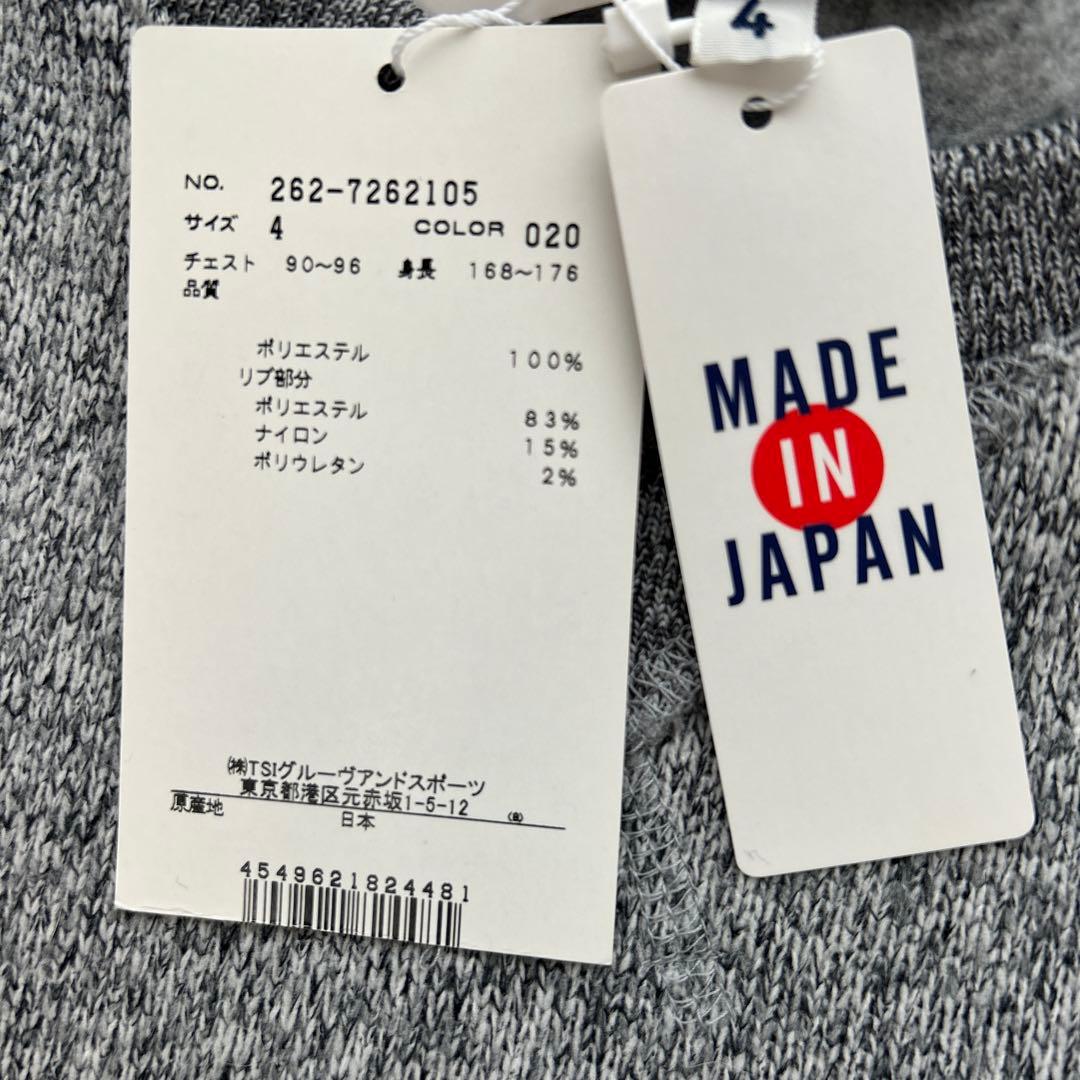 4
NO. 262-7262105
サイズ 4 COLOR 020
チェスト 90~96 身長 168~176
品質
ポリエステル 100%
リブ部分
ポリエステル 83%
ナイロン 15%
ポリウレタン 2%
㈱TSIグルーヴアンドスポーツ
東京都港区元赤坂1-5-12
原産地 日本
4549621824481
MADE
IN
JAPAN